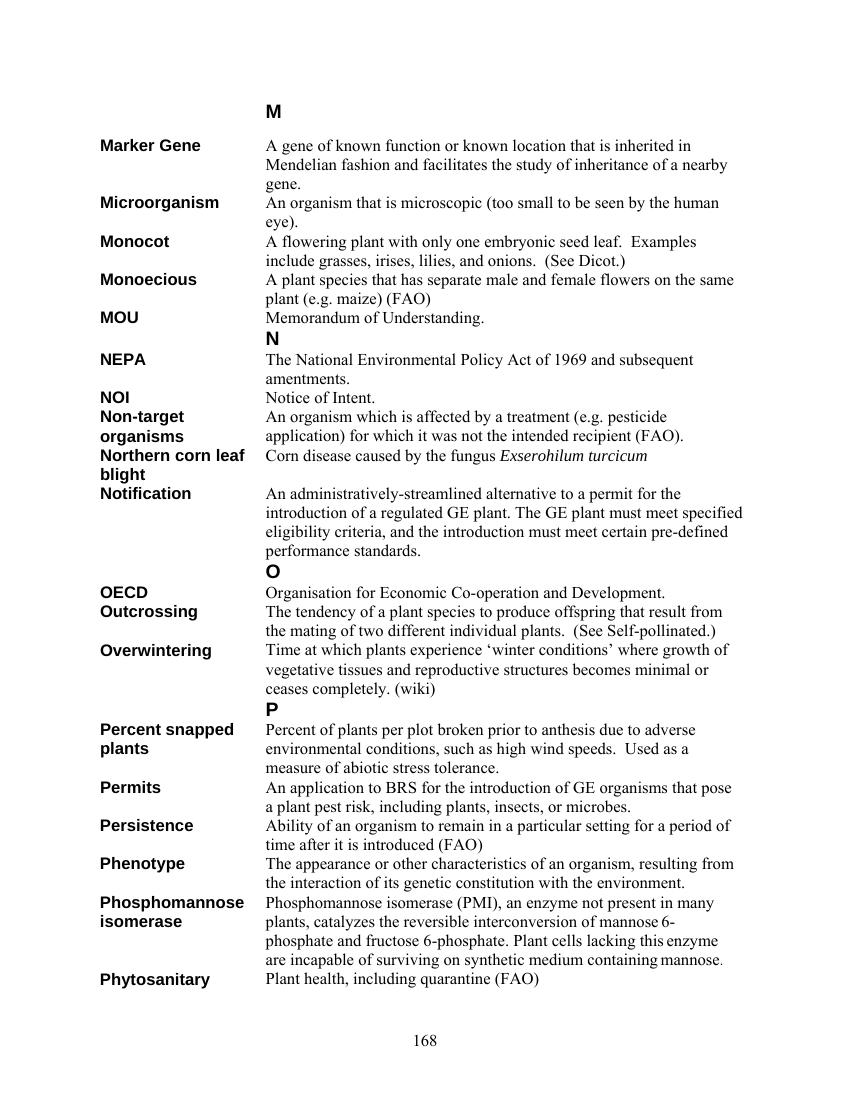 M
Marker Gene A gene of known function or known location that is inherited in
Mendelian fashion and facilitates the study of inheritance of a nearby
gene.
Microorganism An organism that is microscopic (too small to be seen by the human
eye).
Monocot A flowering plant with only one embryonic seed leaf. Examples
include grasses, irises, lilies, and onions. (See Dicot.)
Monoecious A plant species that has separate male and female flowers on the same
plant (e.g. maize) (FAO)
MOU Memorandum of Understanding.
N
NEPA The National Environmental Policy Act of 1969 and subsequent
amentments.
NOI Notice of Intent.
Non-target An organism which is affected by a treatment (e.g. pesticide
organisms application) for which it was not the intended recipient (FAO).
Northern corn leaf Corn disease caused by the fungus Exserohilum turcicum
blight
Notification An administratively-streamlined alternative to a permit for the
introduction of a regulated GE plant. The GE plant must meet specified
eligibility criteria, and the introduction must meet certain pre-defined
performance standards.
O
OECD Organisation for Economic Co-operation and Development.
Outcrossing The tendency of a plant species to produce offspring that result from
the mating of two different individual plants. (See Self-pollinated.)
Overwintering Time at which plants experience ‘winter conditions’ where growth of
vegetative tissues and reproductive structures becomes minimal or
ceases completely. (wiki)
P
Percent snapped Percent of plants per plot broken prior to anthesis due to adverse
plants environmental conditions, such as high wind speeds. Used as a
measure of abiotic stress tolerance.
Permits An application to BRS for the introduction of GE organisms that pose
a plant pest risk, including plants, insects, or microbes.
Persistence Ability of an organism to remain in a particular setting for a period of
time after it is introduced (FAO)
Phenotype The appearance or other characteristics of an organism, resulting from
the interaction of its genetic constitution with the environment.
Phosphomannose Phosphomannose isomerase (PMI), an enzyme not present in many
isomerase plants, catalyzes the reversible interconversion of mannose 6-
phosphate and fructose 6-phosphate. Plant cells lacking this enzyme
are incapable of surviving on synthetic medium containing mannose.
Phytosanitary Plant health, including quarantine (FAO)
168